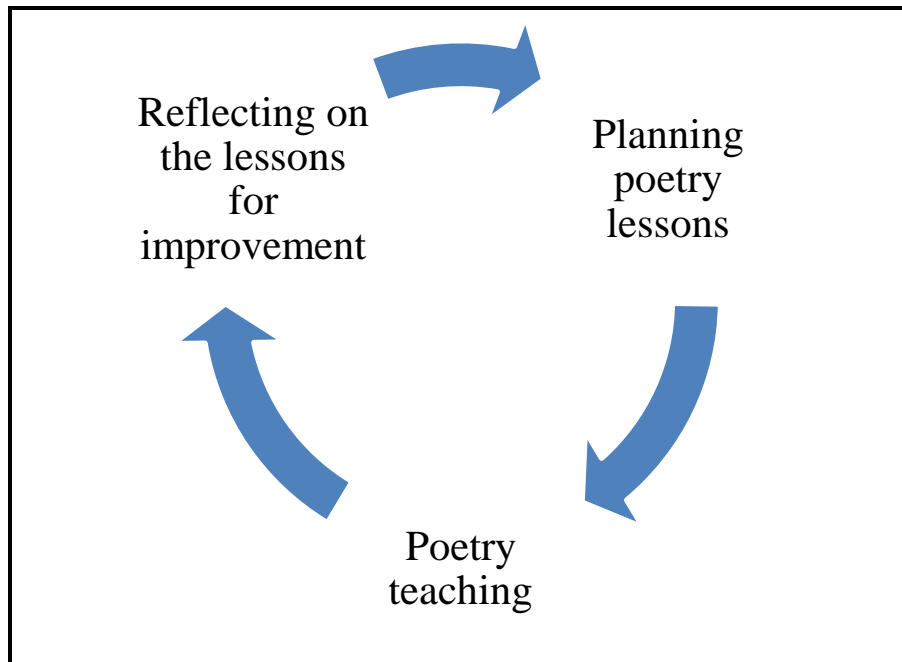 Reflecting on
the lessons
for
improvement
Planning
poetry
lessons
Poetry
teaching